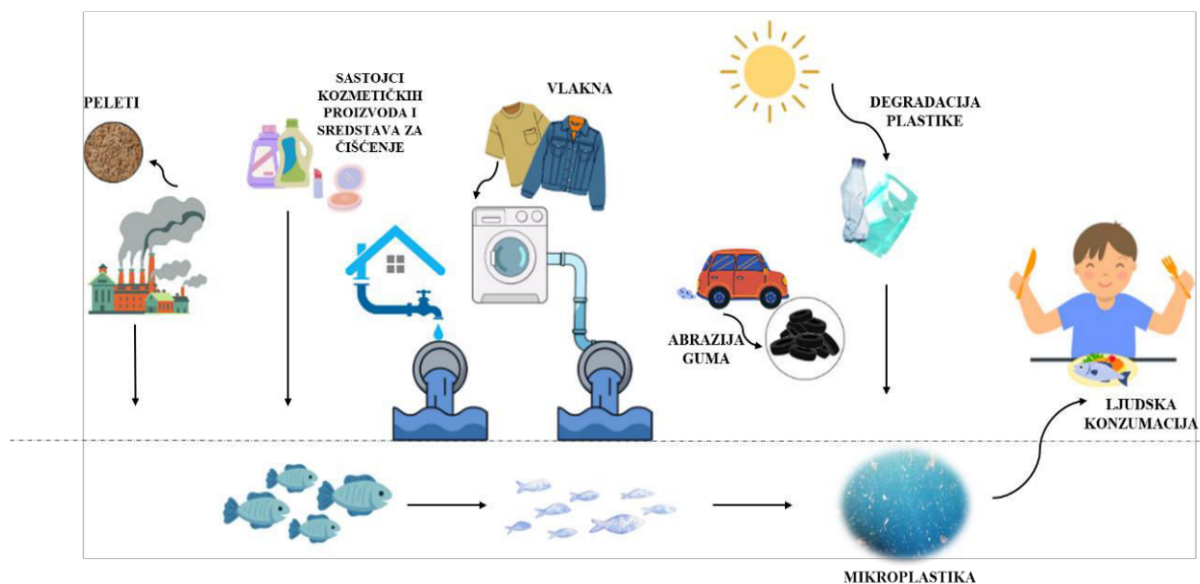 PELETI
SASTOJCI
KOZMETIČKIH
PROIZVODA I
SREDSTAVA ZA
ČIŠĆENJE
VLAKNA
DEGRADACIJA
PLASTIKE
ABRAZIJA
GUMA
LJUDSKA
KONZUMACIJA
MIKROPLASTIKA